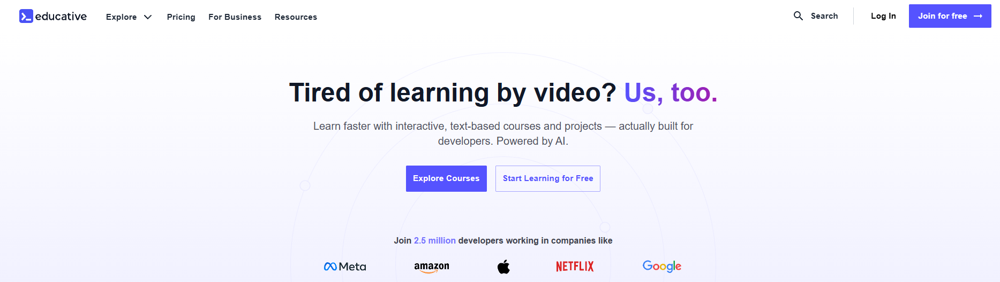 educative
Explore
Pricing
For Business
Resources
Search
Log In
Join for free
Tired of learning by video? Us, too.
Learn faster with interactive, text-based courses and projects — actually built for
developers. Powered by AI.
Explore Courses
Start Learning for Free
Join 2.5 million developers working in companies like
Meta
amazon
NETFLIX
Google